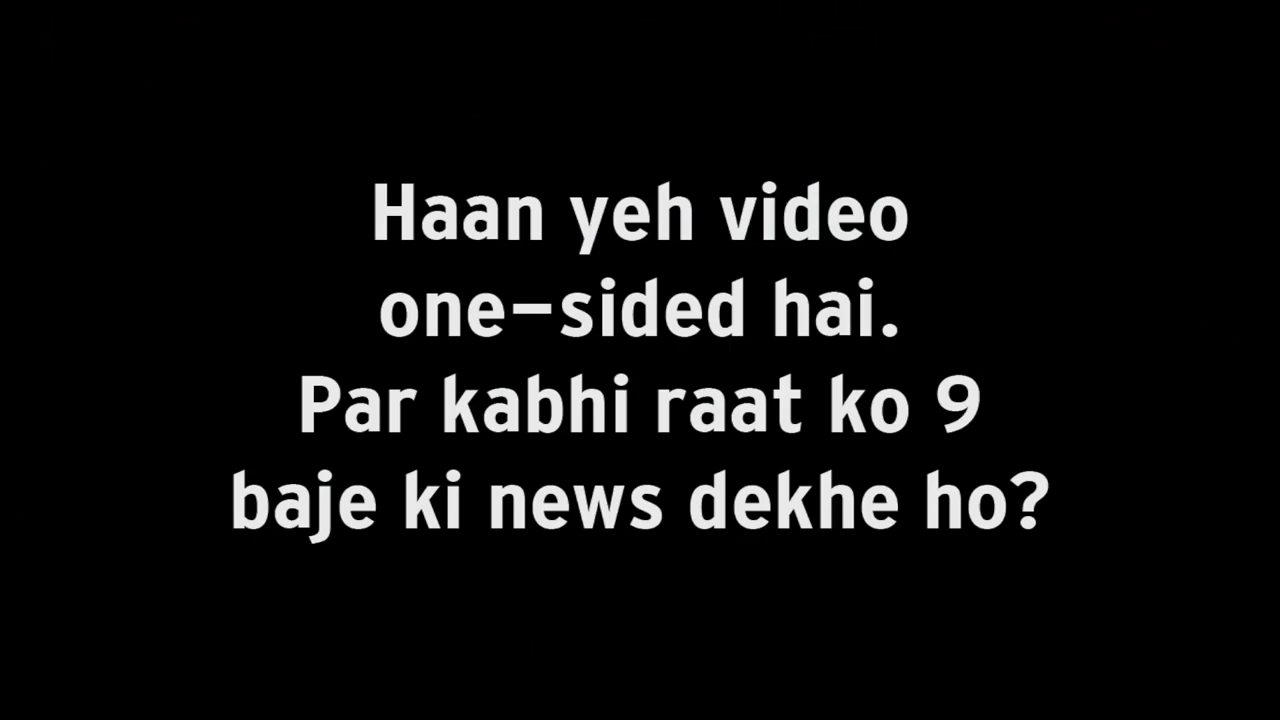 Haan yeh video
one-sided hai.
Par kabhi raat ko 9
baje ki news dekhe ho?